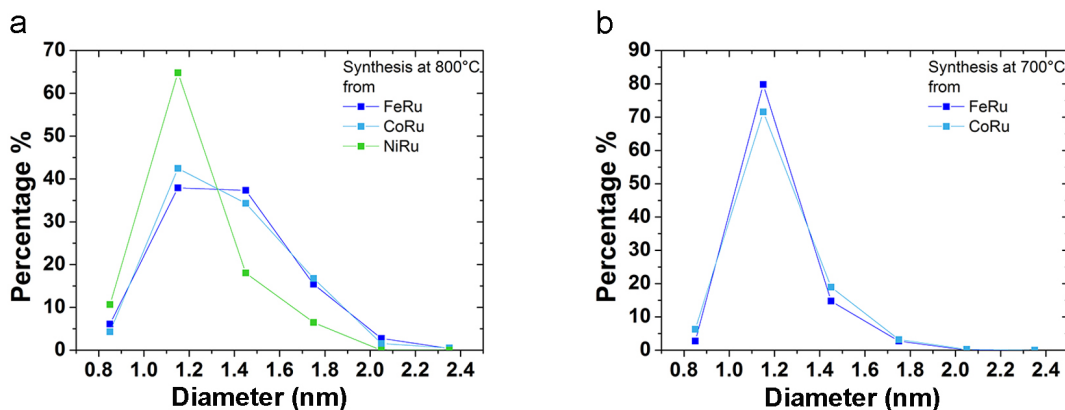 a
70
60
50
40
30
20
10
0
Percentage %
0.8 1.0 1.2 1.4 1.6 1.8 2.0 2.2 2.4
Diameter (nm)
Synthesis at 800°C
from
FeRu
CoRu
NiRu
b
90
80
70
60
50
40
30
20
10
0
Percentage %
0.8 1.0 1.2 1.4 1.6 1.8 2.0 2.2 2.4
Diameter (nm)
Synthesis at 700°C
from
FeRu
CoRu